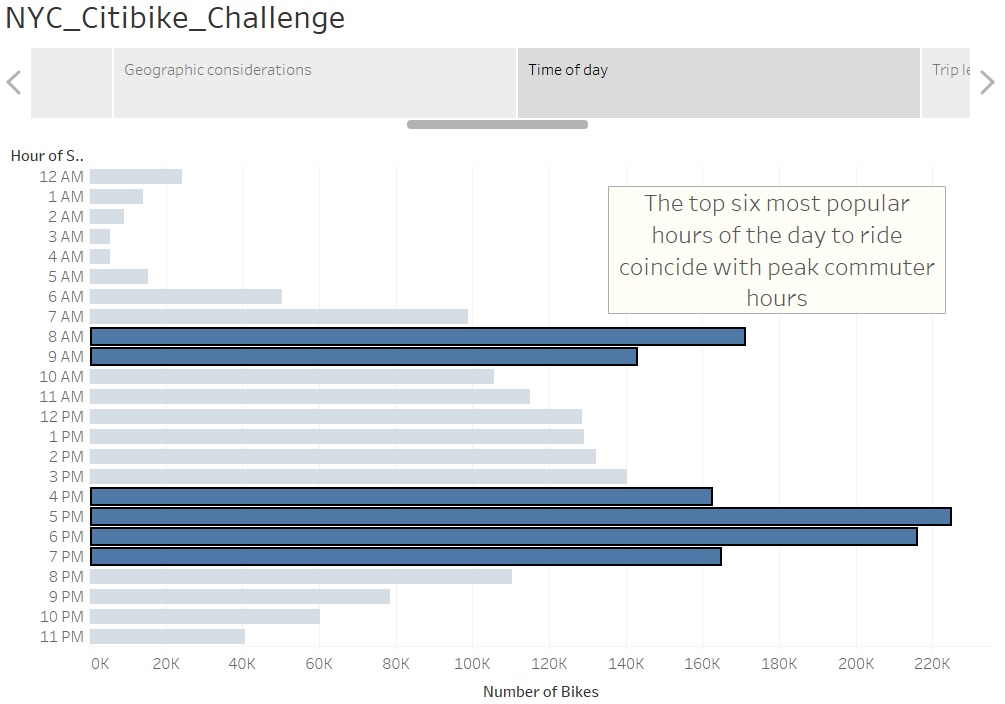 NYC_Citibike_Challenge
Geographic considerations
Time of day
Trip le
Hour of S..
12 AM
1 AM
2 AM
3 AM
4 AM
5 AM
6 AM
7 AM
8 AM
9 AM
10 AM
11 AM
12 PM
1 PM
2 PM
3 PM
4 PM
5 PM
6 PM
7 PM
8 PM
9 PM
10 PM
11 PM
The top six most popular
hours of the day to ride
coincide with peak commuter
hours
0K 20K 40K 60K 80K 100K 120K 140K 160K 180K 200K 220K
Number of Bikes